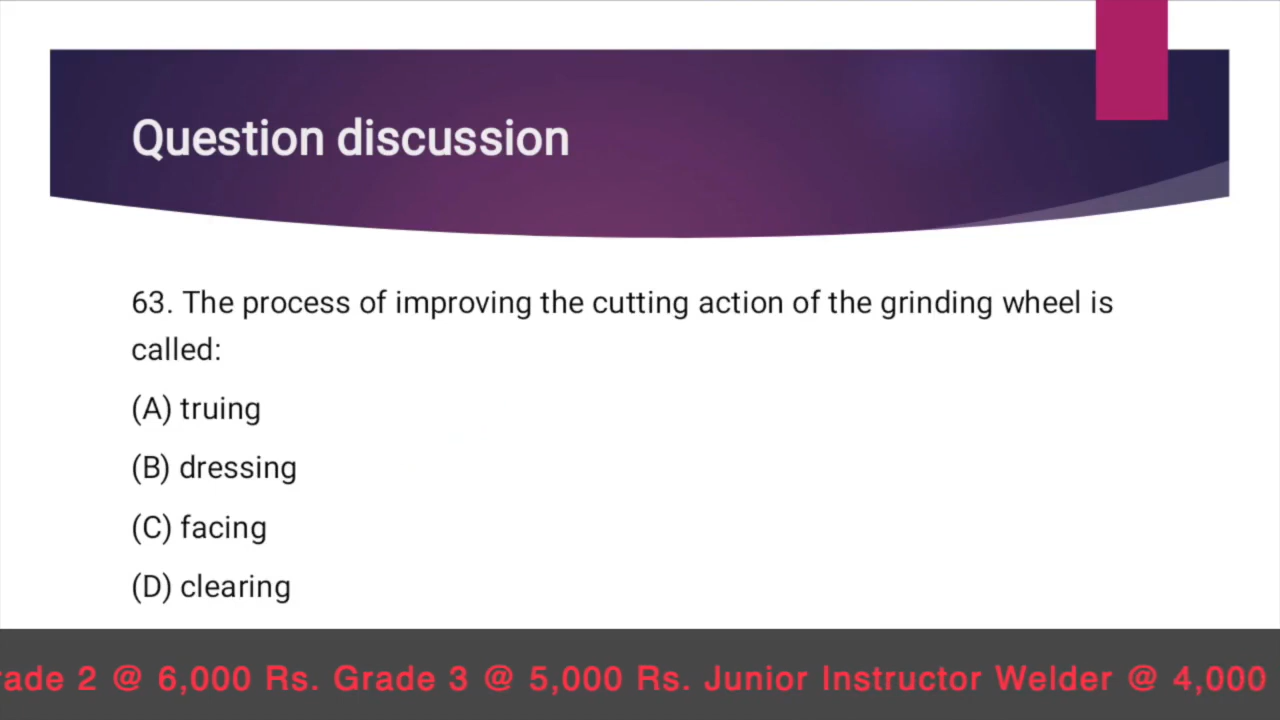 Question discussion
63. The process of improving the cutting action of the grinding wheel is
called:
(A) truing
(B) dressing
(C) facing
(D) clearing
rade 2 @ 6,000 Rs. Grade 3 @ 5,000 Rs. Junior Instructor Welder @ 4,000